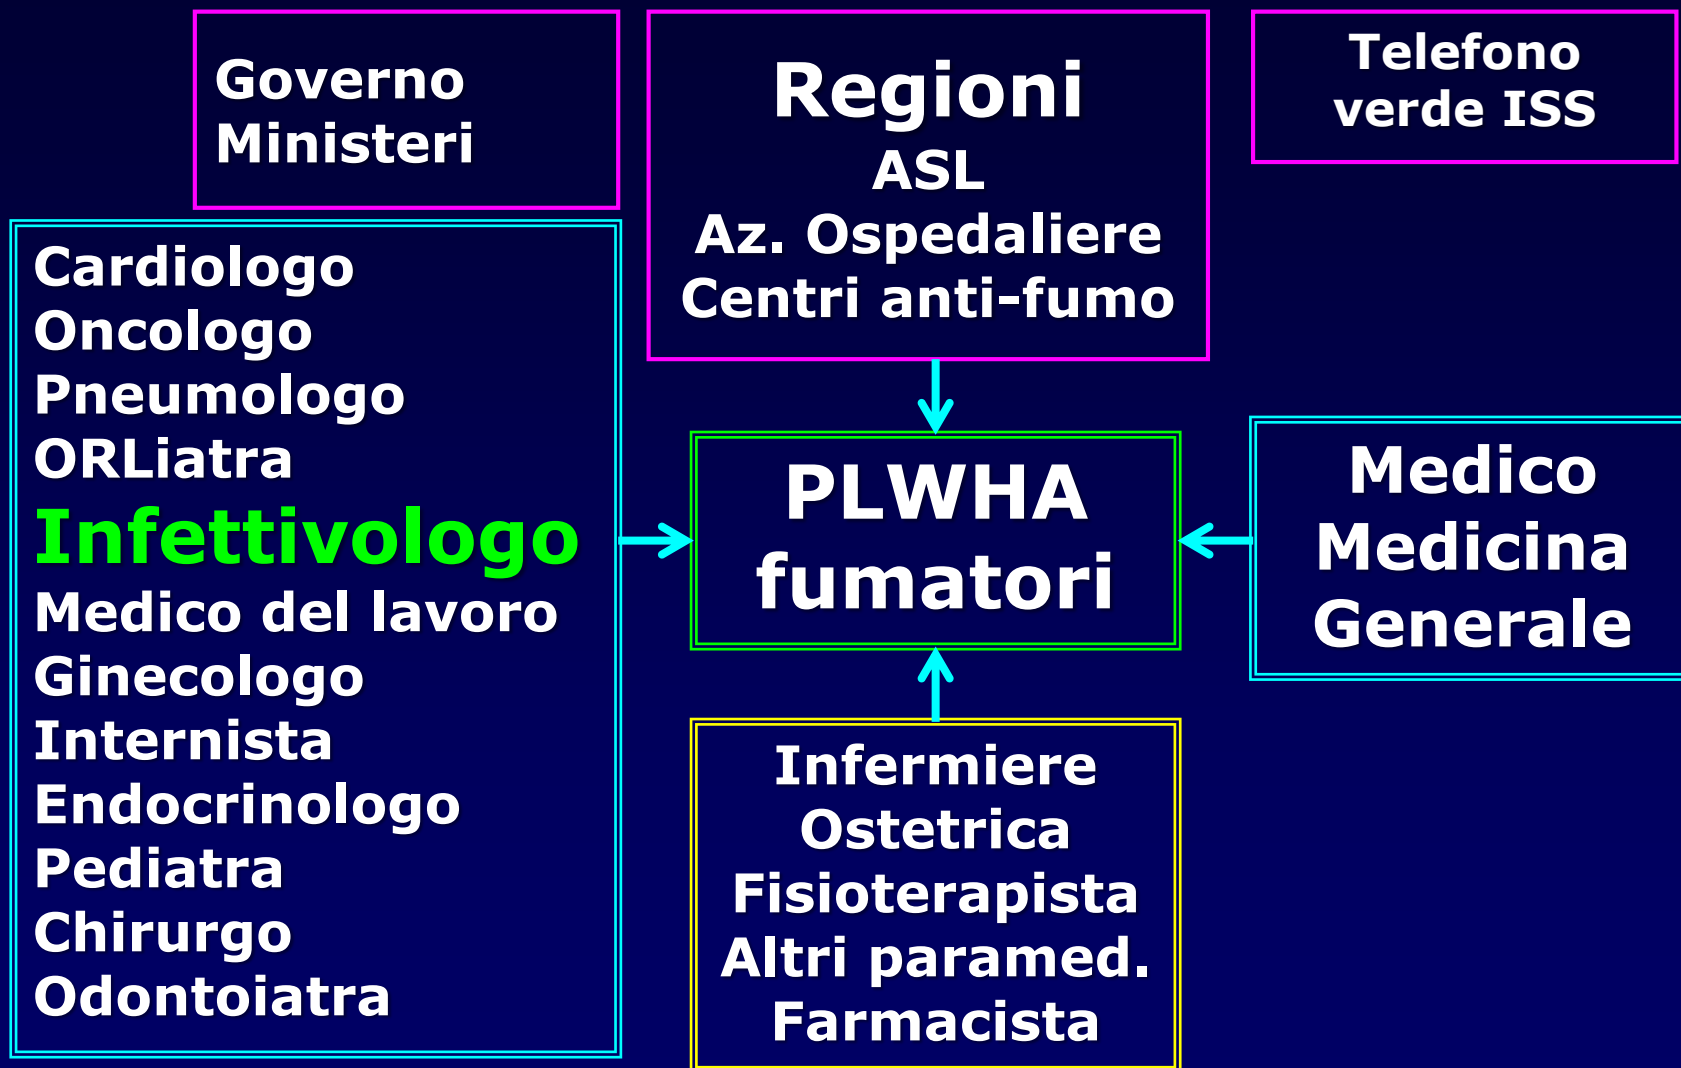 Governo
Ministeri
Regioni
ASL
Az. Ospedaliere
Centri anti-fumo
Telefono
verde ISS
Cardiologo
Oncologo
Pneumologo
ORLiatra
Infettivologo
Medico del lavoro
Ginecologo
Internista
Endocrinologo
Pediatra
Chirurgo
Odontoiatra
PLWHA
fumatori
Medico
Medicina
Generale
Infermiere
Ostetrica
Fisioterapista
Altri paramed.
Farmacista